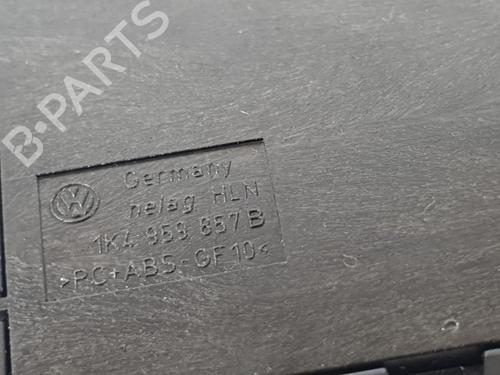 B-PARTS
Germany
helag HLN
1K4 959 857 B
>PC+ABS-GF10<